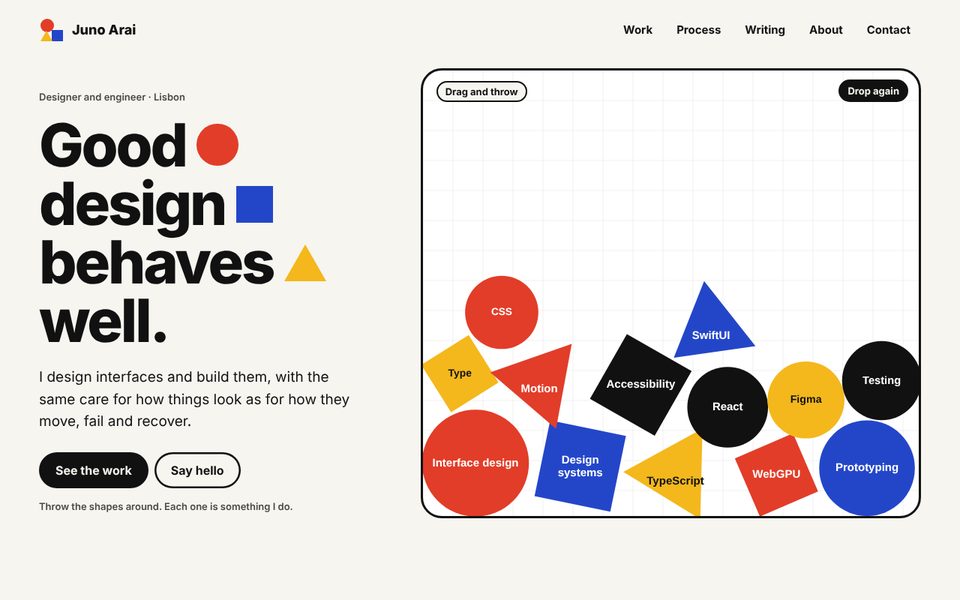 Juno Arai
Work
Process
Writing
About
Contact
Designer and engineer · Lisbon
Good
design
behaves
well.
I design interfaces and build them, with the
same care for how things look as for how they
move, fail and recover.
See the work
Say hello
Throw the shapes around. Each one is something I do.
Drag and throw
Drop again
CSS
SwiftUI
Type
Motion
Accessibility
React
Figma
Testing
Interface design
Design
systems
TypeScript
WebGPU
Prototyping